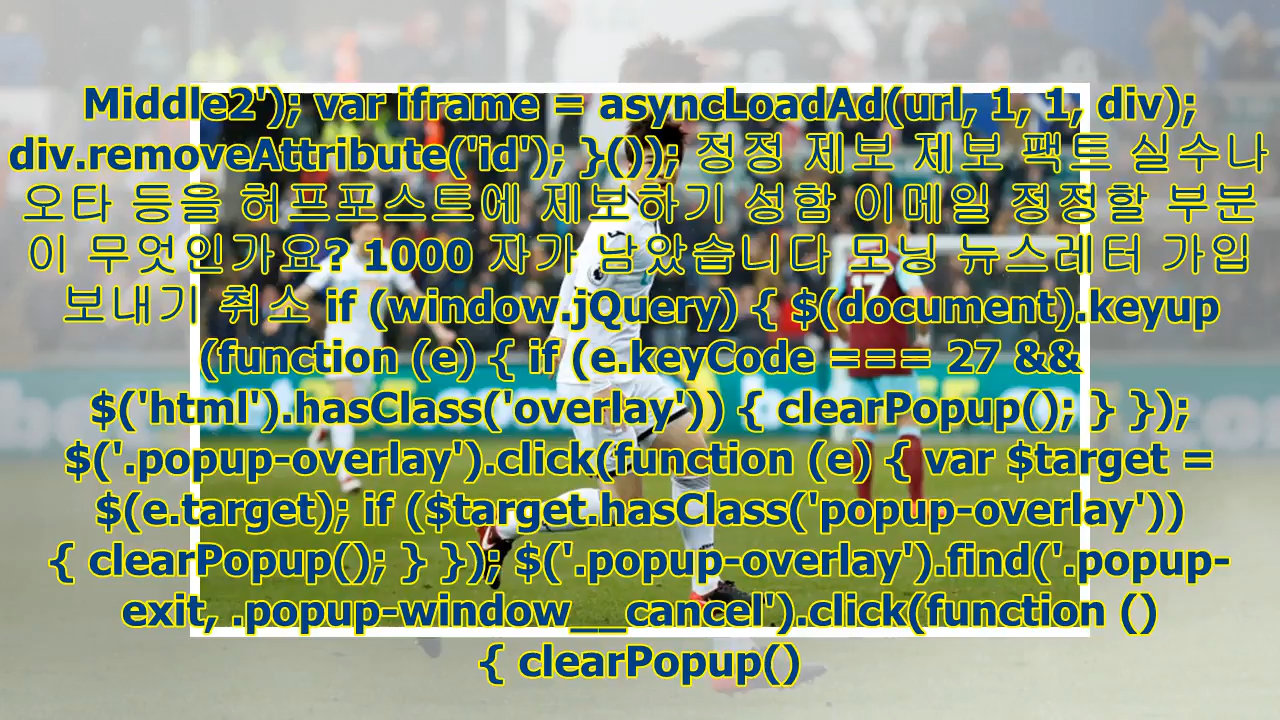 Middle2'); var iframe = asyncLoadAd(url, 1, 1, div);
div.removeAttribute('id'); }()); 정정 제보 제보 팩트 실수나
오타 등을 허프포스트에 제보하기 성함 이메일 정정할 부분
이 무엇인가요? 1000 자가 남았습니다 모닝 뉴스레터 가입
보내기 취소 if (window.jQuery) { $(document).keyup
(function (e) { if (e.keyCode === 27 &&
$('html').hasClass('overlay')) { clearPopup(); } });
$('.popup-overlay').click(function (e) { var $target =
$(e.target); if ($target.hasClass('popup-overlay'))
{ clearPopup(); } }); $('.popup-overlay').find('.popup-
exit, .popup-window__cancel').click(function ()
{ clearPopup()
17